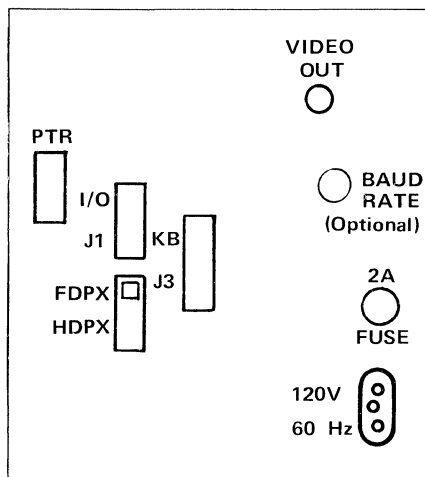 VIDEO
OUT
PTR
I/O
J1
KB
J3
FDPX
HDPX
BAUD
RATE
(Optional)
2A
FUSE
120V
60 Hz